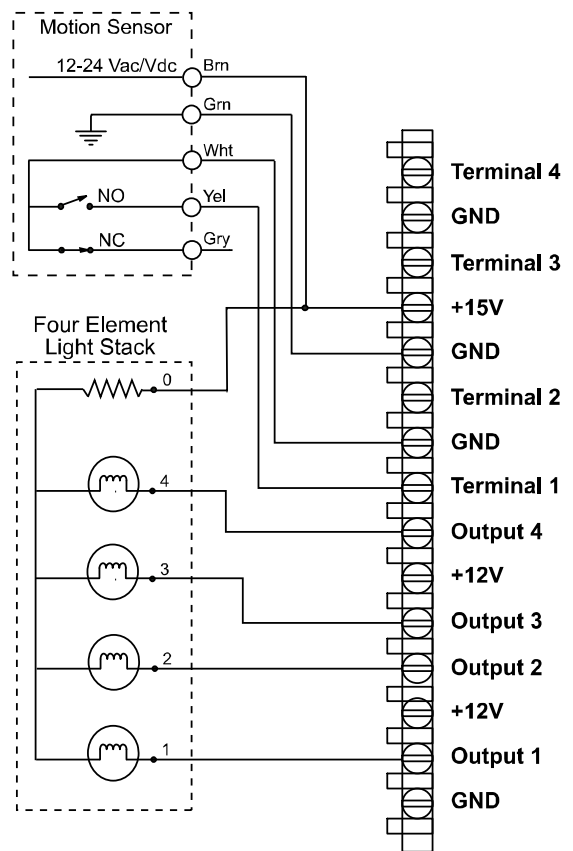 Motion Sensor
12-24 Vac/Vdc
Brn
Grn
Wht
NO
Yel
NC
Gry
Four Element
Light Stack
0
4
3
2
1
Terminal 4
GND
Terminal 3
+15V
GND
Terminal 2
GND
Terminal 1
Output 4
+12V
Output 3
Output 2
+12V
Output 1
GND